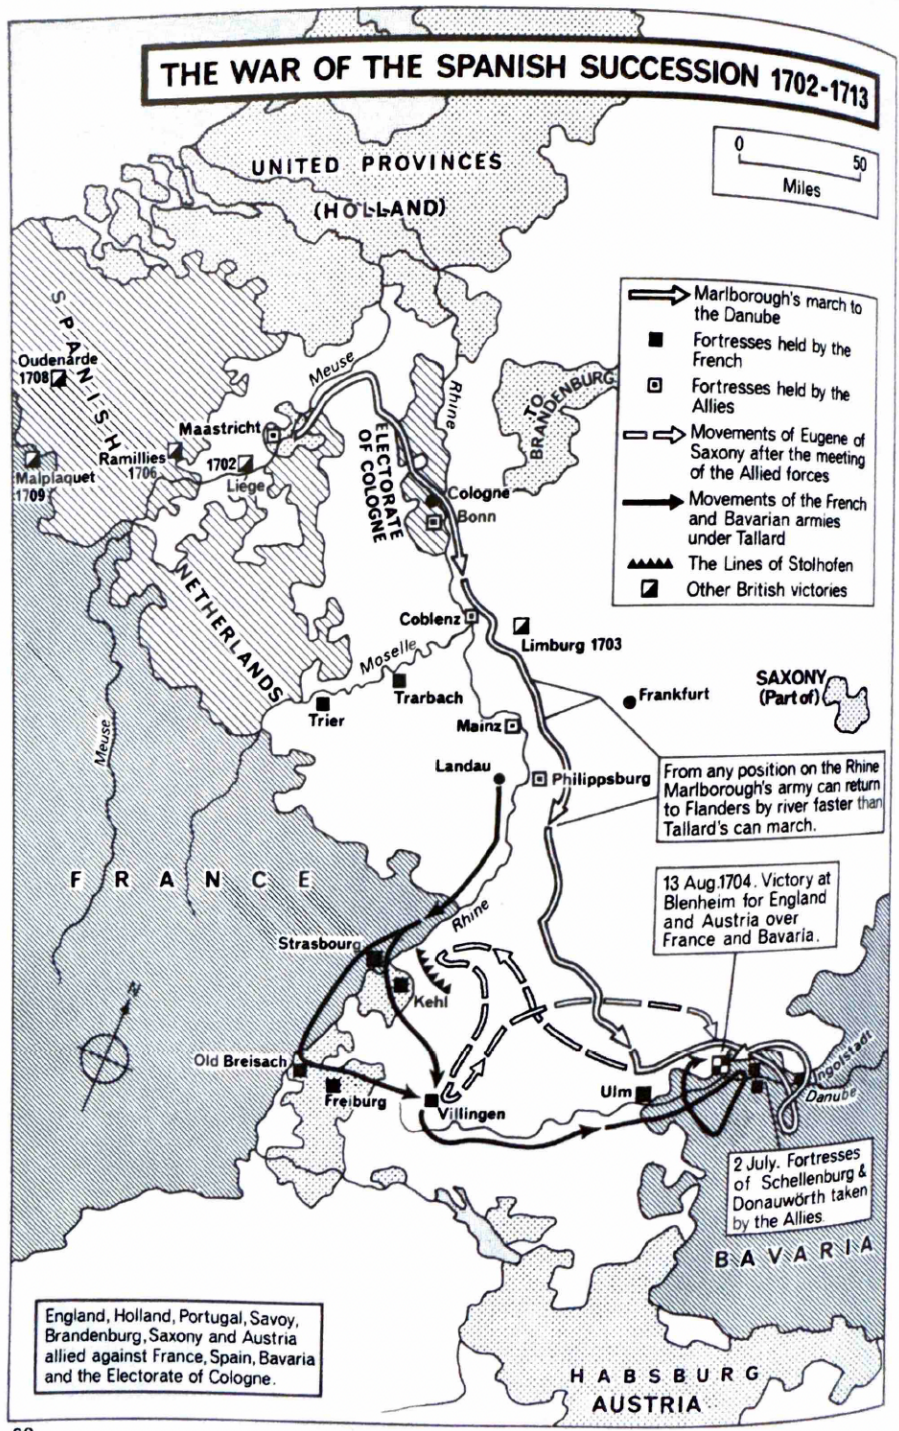 THE WAR OF THE SPANISH SUCCESSION 1702-1713
0 50
Miles
UNITED PROVINCES
(HOLLAND)
Marlborough's march to
the Danube
Fortresses held by the
French
Fortresses held by the
Allies
Movements of Eugene of
Saxony after the meeting
of the Allied forces
Movements of the French
and Bavarian armies
under Tallard
The Lines of Stolhofen
Other British victories
SPANISH
NETHERLANDS
Oudenarde
1708
Malplaquet
1709
Ramillies
1706
Maastricht
1702
Liege
Meuse
Rhine
ELECTORATE
OF COLOGNE
TO
BRANDENBURG
Cologne
Bonn
Coblenz
Limburg 1703
Moselle
Trarbach
Trier
Frankfurt
SAXONY
(Part of)
Mainz
Landau
Philippsburg
Meuse
From any position on the Rhine
Marlborough's army can return
to Flanders by river faster than
Tallard's can march.
FRANCE
13 Aug.1704. Victory at
Blenheim for England
and Austria over
France and Bavaria.
Rhine
Strasbourg
Kehl
N
Old Breisach
Freiburg
Villingen
Ulm
Ingolstadt
Danube
2 July. Fortresses
of Schellenburg &
Donauwörth taken
by the Allies.
BAVARIA
England, Holland, Portugal, Savoy,
Brandenburg, Saxony and Austria
allied against France, Spain, Bavaria
and the Electorate of Cologne.
HABSBURG
AUSTRIA